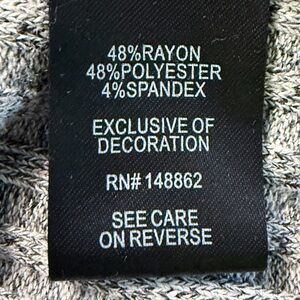 48%RAYON
48%POLYESTER
4%SPANDEX
EXCLUSIVE OF
DECORATION
RN# 148862
SEE CARE
ON REVERSE